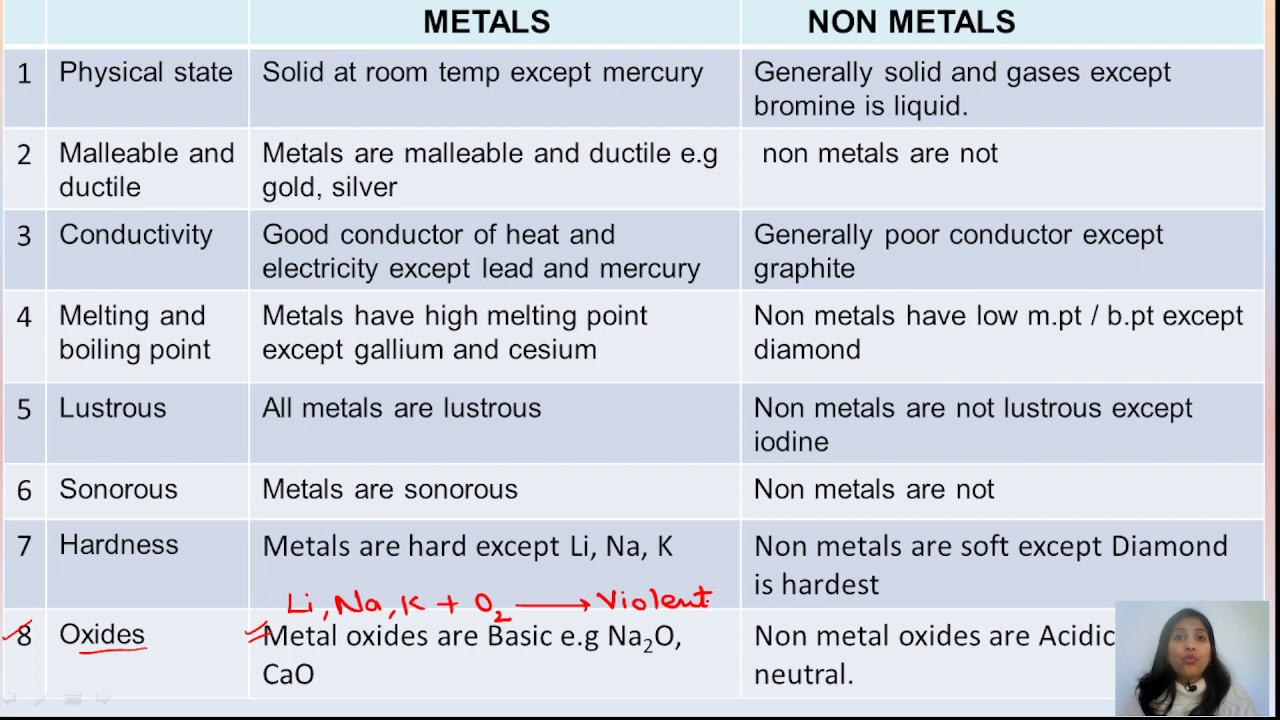 METALS NON METALS
1 Physical state Solid at room temp except mercury Generally solid and gases except
bromine is liquid.
2 Malleable and Metals are malleable and ductile e.g non metals are not
ductile gold, silver
3 Conductivity Good conductor of heat and Generally poor conductor except
electricity except lead and mercury graphite
4 Melting and Metals have high melting point Non metals have low m.pt / b.pt except
boiling point except gallium and cesium diamond
5 Lustrous All metals are lustrous Non metals are not lustrous except
iodine
6 Sonorous Metals are sonorous Non metals are not
7 Hardness Metals are hard except Li, Na, K Non metals are soft except Diamond
is hardest
Li, Na, K + O₂ → Violent
8 Oxides Metal oxides are Basic e.g Na₂O, Non metal oxides are Acidic
CaO neutral.